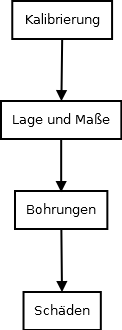 Kalibrierung
Lage und Maße
Bohrungen
Schäden